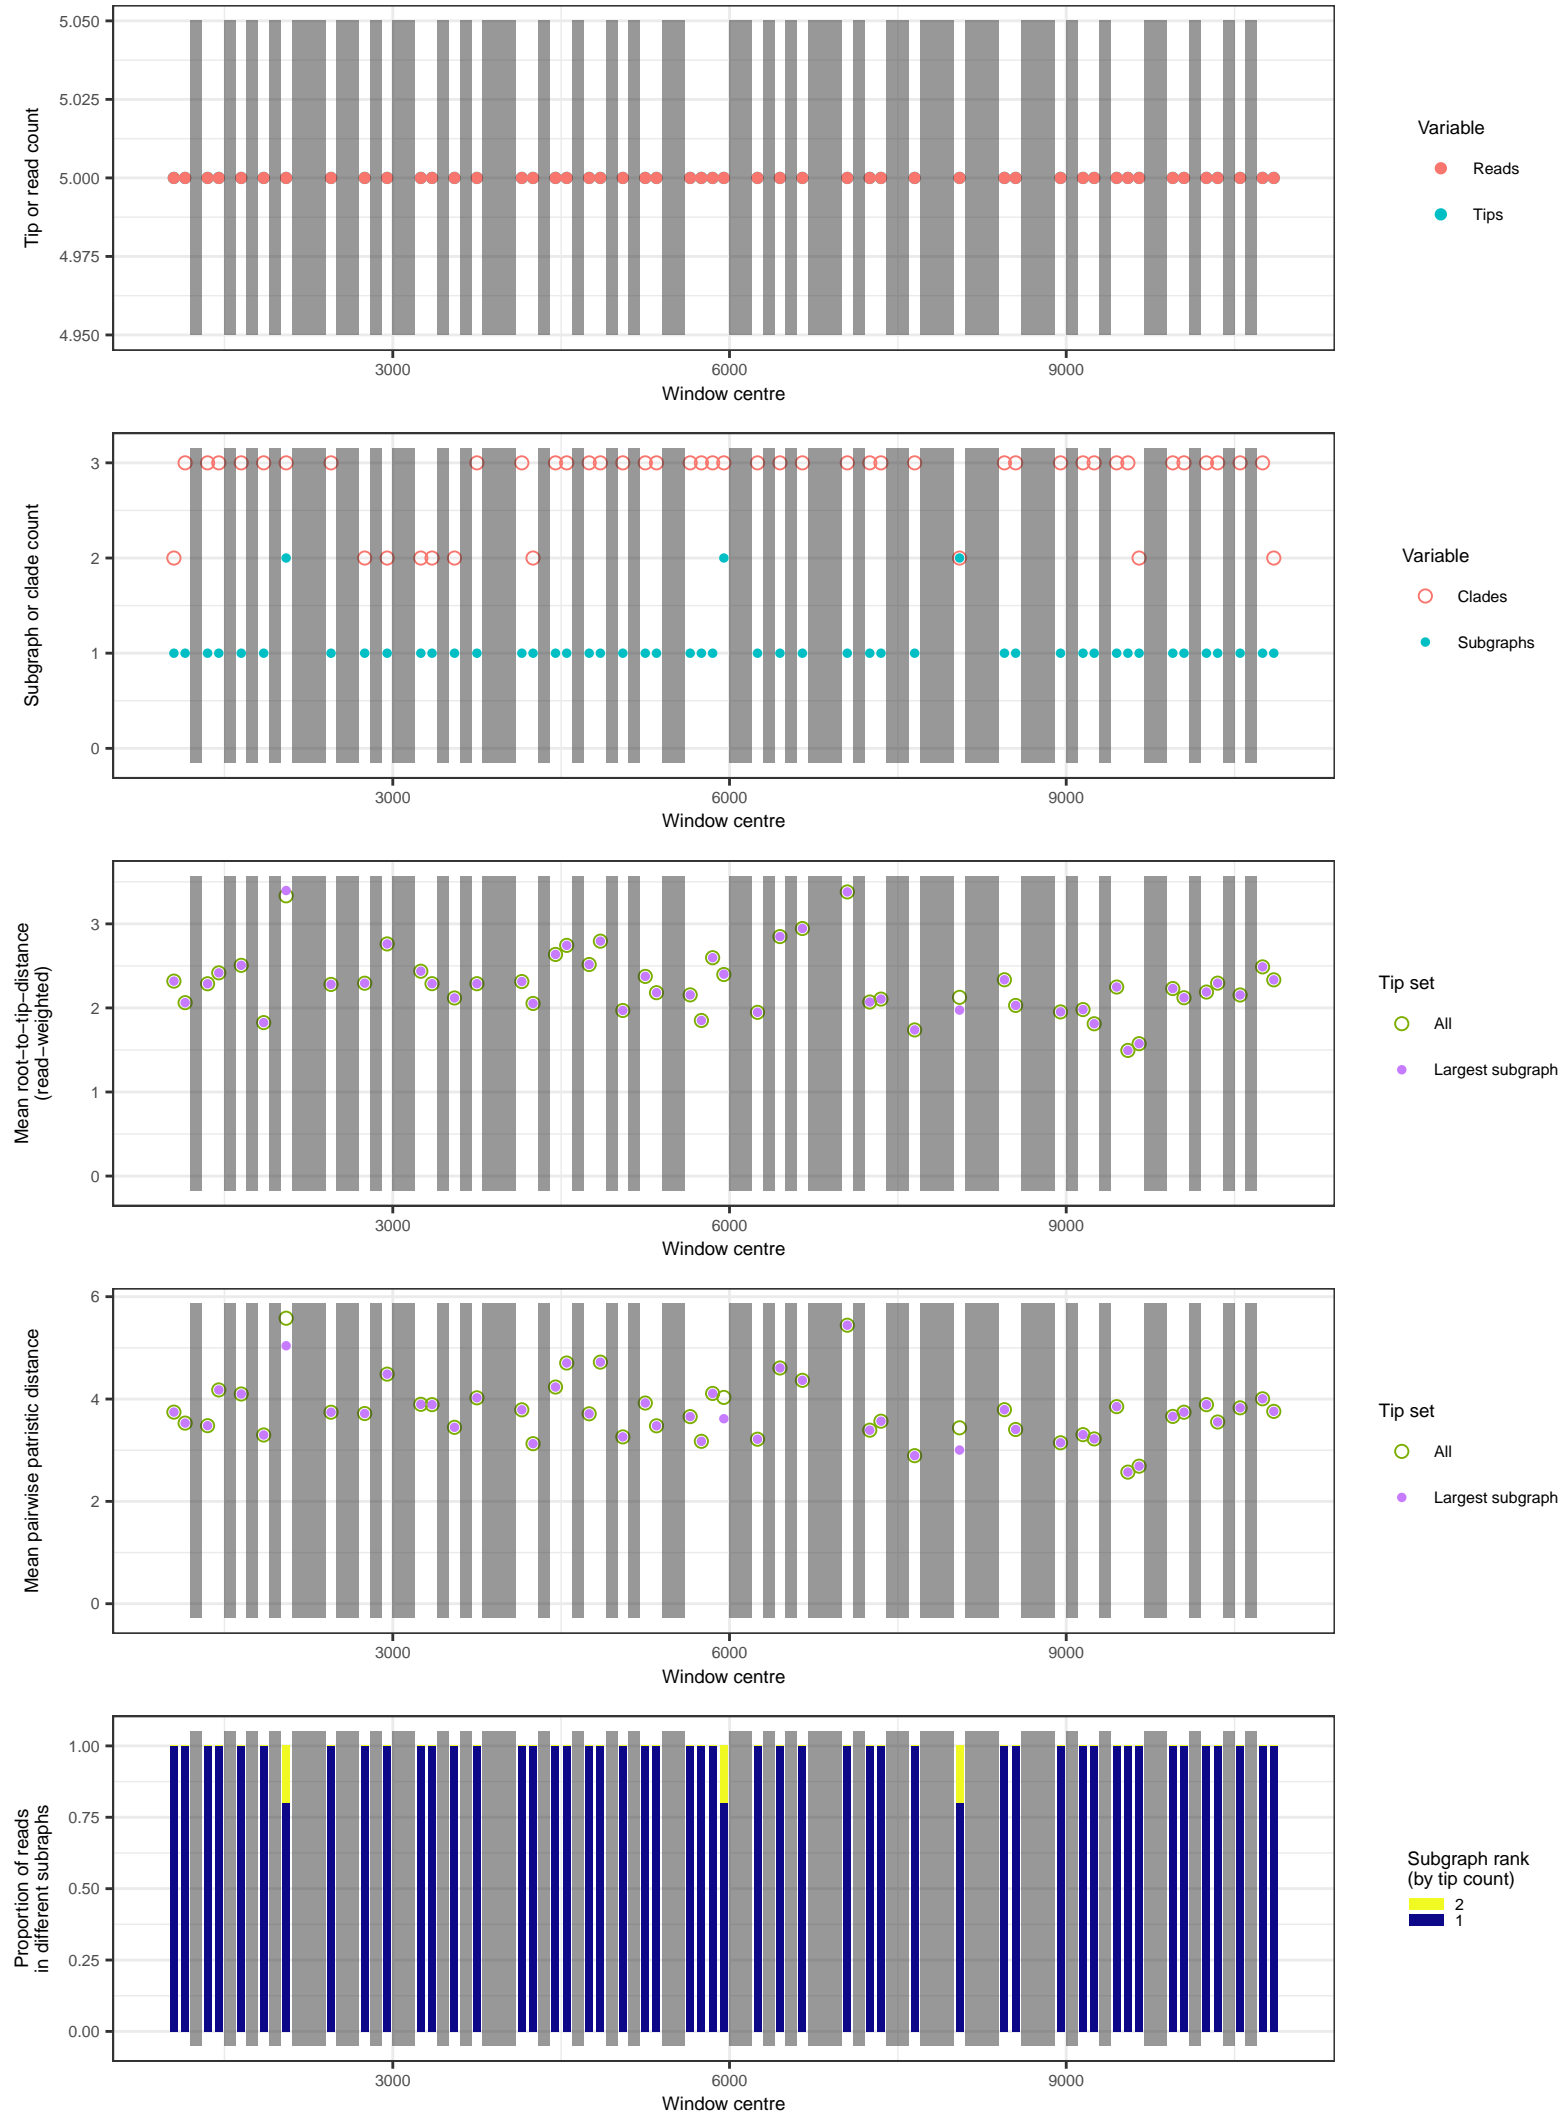 5.050
5.025
5.000
4.975
4.950
Tip or read count
3000
6000
9000
Window centre
Variable
Reads
Tips
3
2
1
0
Subgraph or clade count
3000
6000
9000
Window centre
Variable
Clades
Subgraphs
3
2
1
0
Mean root−to−tip−distance
(read−weighted)
3000
6000
9000
Window centre
Tip set
All
Largest subgraph
6
4
2
0
Mean pairwise patristic distance
3000
6000
9000
Window centre
Tip set
All
Largest subgraph
1.00
0.75
0.50
0.25
0.00
Proportion of reads
in different subraphs
3000
6000
9000
Window centre
Subgraph rank
(by tip count)
2
1